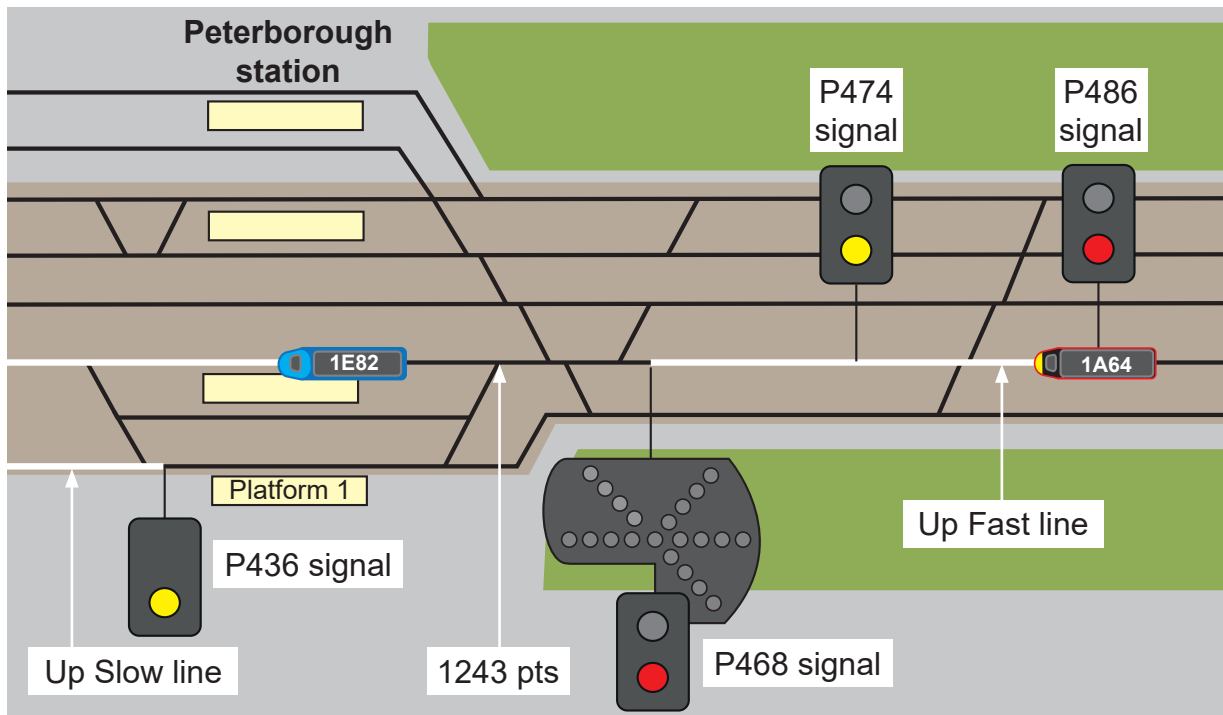 Peterborough
station
P474
signal
P486
signal
1E82
1A64
Platform 1
Up Fast line
P436 signal
Up Slow line
1243 pts
P468 signal